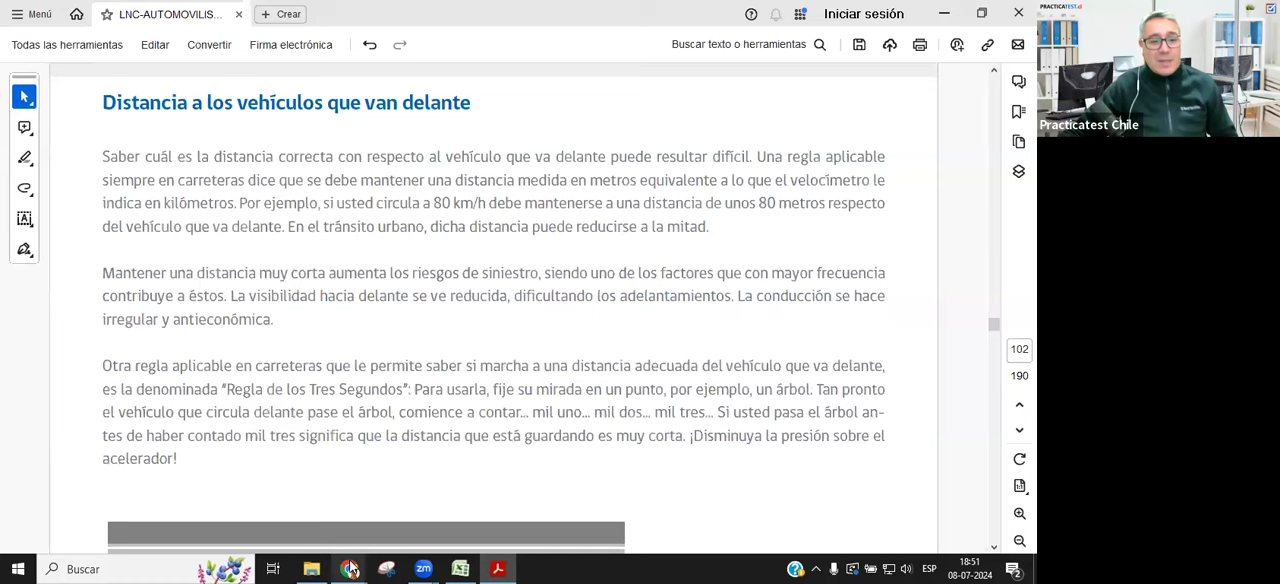 Menú
LNC-AUTOMOVILIS...
Crear
Iniciar sesión
Todas las herramientas
Editar
Convertir
Firma electrónica
Buscar texto o herramientas
PRACTICATEST.cl
Practicatest Chile
Distancia a los vehículos que van delante
Saber cuál es la distancia correcta con respecto al vehículo que va delante puede resultar difícil. Una regla aplicable
siempre en carreteras dice que se debe mantener una distancia medida en metros equivalente a lo que el velocímetro le
indica en kilómetros. Por ejemplo, si usted circula a 80 km/h debe mantenerse a una distancia de unos 80 metros respecto
del vehículo que va delante. En el tránsito urbano, dicha distancia puede reducirse a la mitad.
Mantener una distancia muy corta aumenta los riesgos de siniestro, siendo uno de los factores que con mayor frecuencia
contribuye a éstos. La visibilidad hacia delante se ve reducida, dificultando los adelantamientos. La conducción se hace
irregular y antieconómica.
Otra regla aplicable en carreteras que le permite saber si marcha a una distancia adecuada del vehículo que va delante,
es la denominada “Regla de los Tres Segundos”: Para usarla, fije su mirada en un punto, por ejemplo, un árbol. Tan pronto
el vehículo que circula delante pase el árbol, comience a contar... mil uno... mil dos... mil tres... Si usted pasa el árbol an-
tes de haber contado mil tres significa que la distancia que está guardando es muy corta. ¡Disminuya la presión sobre el
acelerador!
102
190
Buscar
zm
ESP
18:51
08-07-2024
2